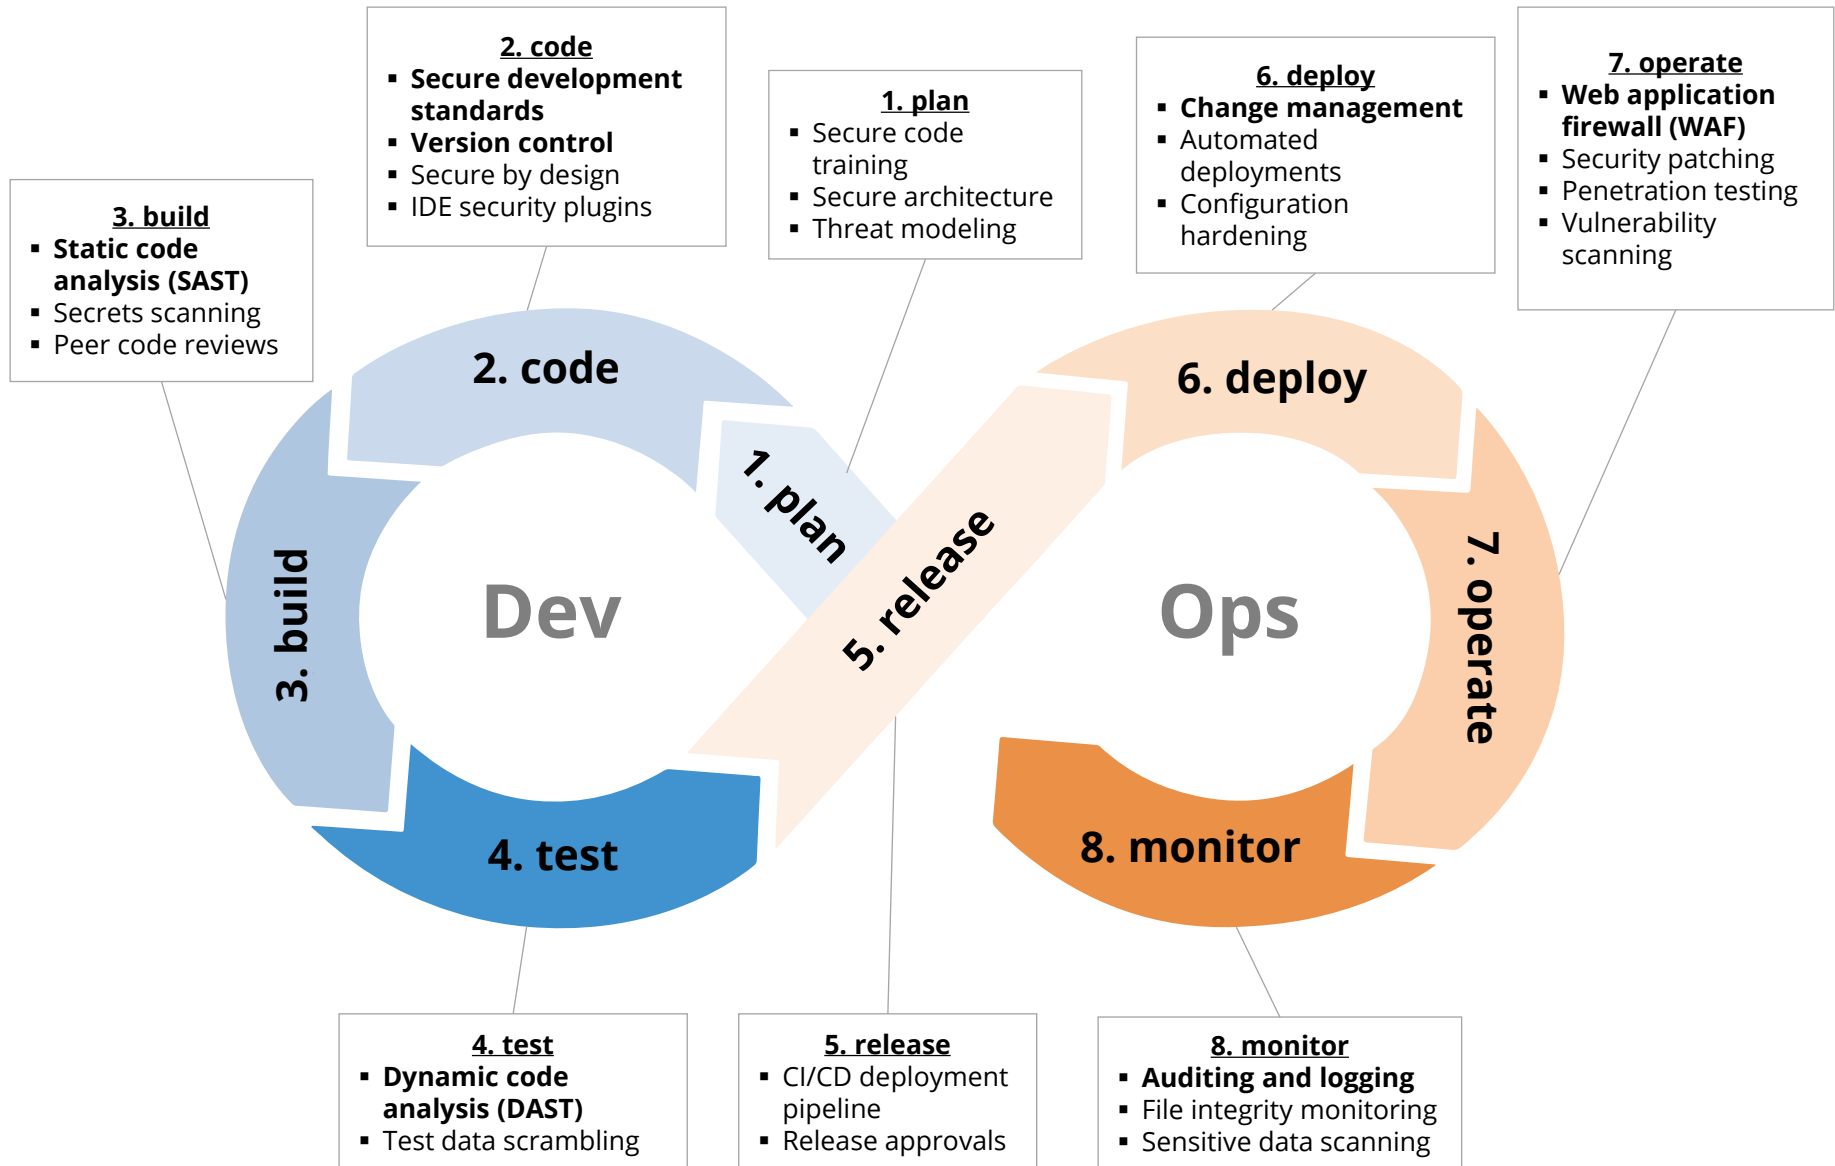 2. code
▪ Secure development
standards
▪ Version control
▪ Secure by design
▪ IDE security plugins
1. plan
▪ Secure code
training
▪ Secure architecture
▪ Threat modeling
6. deploy
▪ Change management
▪ Automated
deployments
▪ Configuration
hardening
7. operate
▪ Web application
firewall (WAF)
▪ Security patching
▪ Penetration testing
▪ Vulnerability
scanning
3. build
▪ Static code
analysis (SAST)
▪ Secrets scanning
▪ Peer code reviews
2. code
6. deploy
1. plan
5. release
3. build
Dev
Ops
7. operate
4. test
8. monitor
4. test
▪ Dynamic code
analysis (DAST)
▪ Test data scrambling
5. release
▪ CI/CD deployment
pipeline
▪ Release approvals
8. monitor
▪ Auditing and logging
▪ File integrity monitoring
▪ Sensitive data scanning